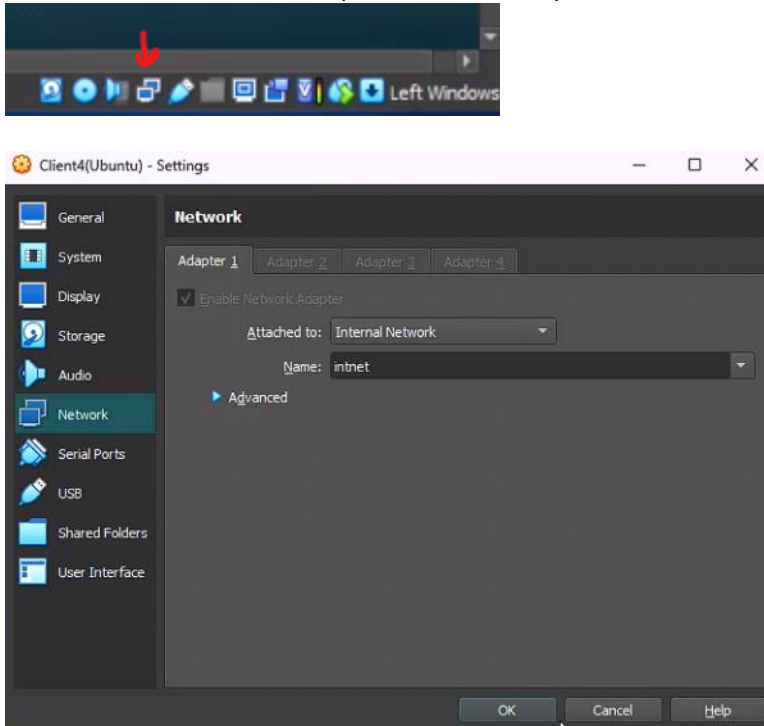 Left Windows
Client4(Ubuntu) - Settings
General
System
Display
Storage
Audio
Network
Serial Ports
USB
Shared Folders
User Interface
Network
Adapter 1 Adapter 2 Adapter 3 Adapter 4
Enable Network Adapter
Attached to: Internal Network
Name: intnet
Advanced
OK Cancel Help